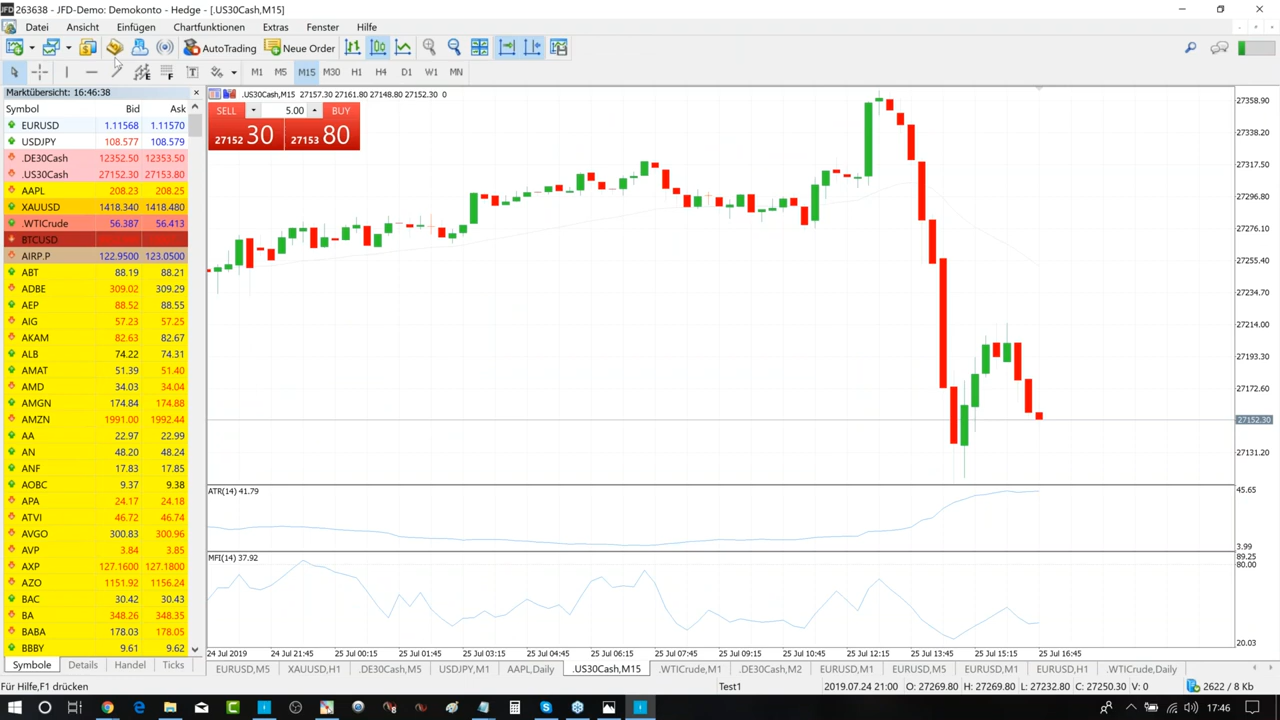 263638 - JFD-Demo: Demokonto - Hedge - [.US30Cash,M15]
Datei Ansicht Einfügen Chartfunktionen Extras Fenster Hilfe
AutoTrading New Order
M1 M5 M15 M30 H1 H4 D1 W1 MN
Marktübersicht: 16:46:38
Symbol Bid Ask
EURUSD 1.11568 1.11570
USDJPY 108.577 108.579
.DE30Cash 12352.50 12353.50
.US30Cash 27152.30 27153.80
AAPL 208.23 208.25
XAUUSD 1418.340 1418.480
.WTICrude 56.387 56.413
BTCUSD
AIRP.P 122.9500 123.0500
ABT 88.19 88.21
ADBE 309.02 309.29
AEP 88.52 88.55
AIG 57.23 57.25
AKAM 82.63 82.67
ALB 74.22 74.31
AMAT 51.39 51.40
AMD 34.03 34.04
AMGN 174.84 174.88
AMZN 1991.00 1992.44
AA 22.97 22.99
AN 48.20 48.24
ANF 17.83 17.85
AOBC 9.37 9.38
APA 24.17 24.18
ATVI 46.72 46.74
AVGO 300.83 300.96
AVP 3.84 3.85
AXP 127.1600 127.1800
AZO 1151.92 1156.24
BAC 30.42 30.43
BA 348.26 348.35
BABA 178.03 178.05
BBBY 9.61 9.62
Symbole Details Handel Ticks
.US30Cash,M15 27157.30 27161.80 27148.80 27152.30 0
SELL 5.00 BUY
27152 30 27153 80
27358.90
27338.20
27317.50
27296.80
27276.10
27255.40
27234.70
27214.00
27193.30
27172.60
27152.30
27131.20
ATR(14) 41.79
45.65
3.99
MFI(14) 37.92
89.25
80.00
20.03
24 Jul 2019 24 Jul 21:45 25 Jul 00:15 25 Jul 01:45 25 Jul 03:15 25 Jul 04:45 25 Jul 06:15 25 Jul 07:45 25 Jul 09:15 25 Jul 10:45 25 Jul 12:15 25 Jul 13:45 25 Jul 15:15 25 Jul 16:45
EURUSD,M5 XAUUSD,H1 .DE30Cash,M5 USDJPY,M1 AAPL,Daily .US30Cash,M15 .WTICrude,M1 .DE30Cash,M2 EURUSD,M1 EURUSD,M5 EURUSD,M1 EURUSD,H1 .WTICrude,Daily
Für Hilfe,F1 drücken Test1 2019.07.24 21:00 O: 27269.80 H: 27269.80 L: 27232.80 C: 27250.30 V: 0 2622 / 8 Kb
17:46